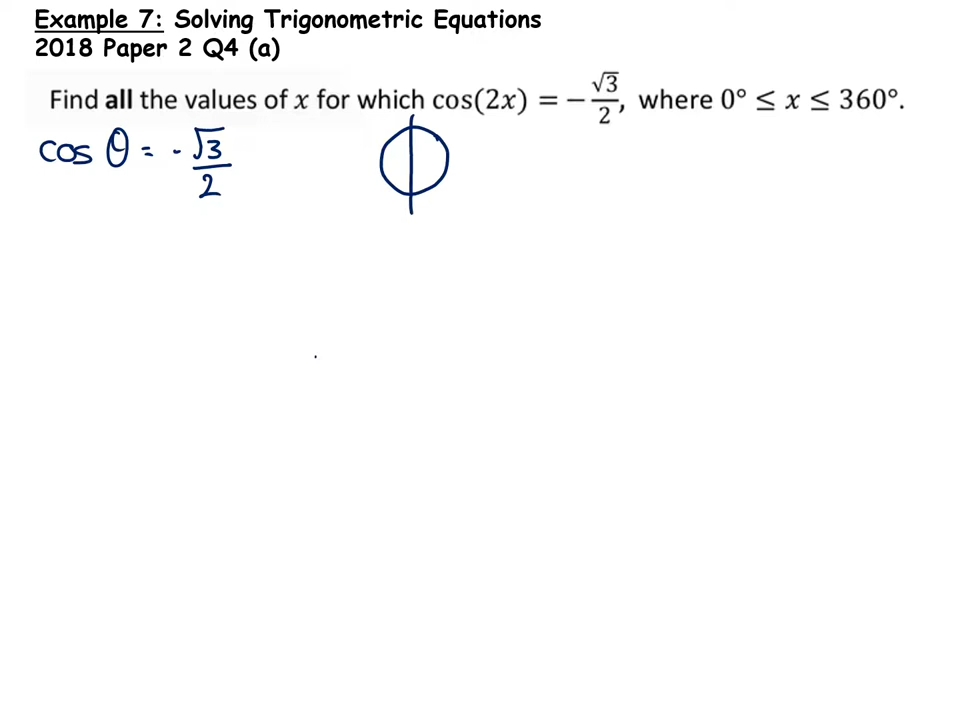 Example 7: Solving Trigonometric Equations
2018 Paper 2 Q4 (a)
Find all the values of x for which cos(2x) = −√3/2, where 0° ≤ x ≤ 360°.
cos θ = -√3/2